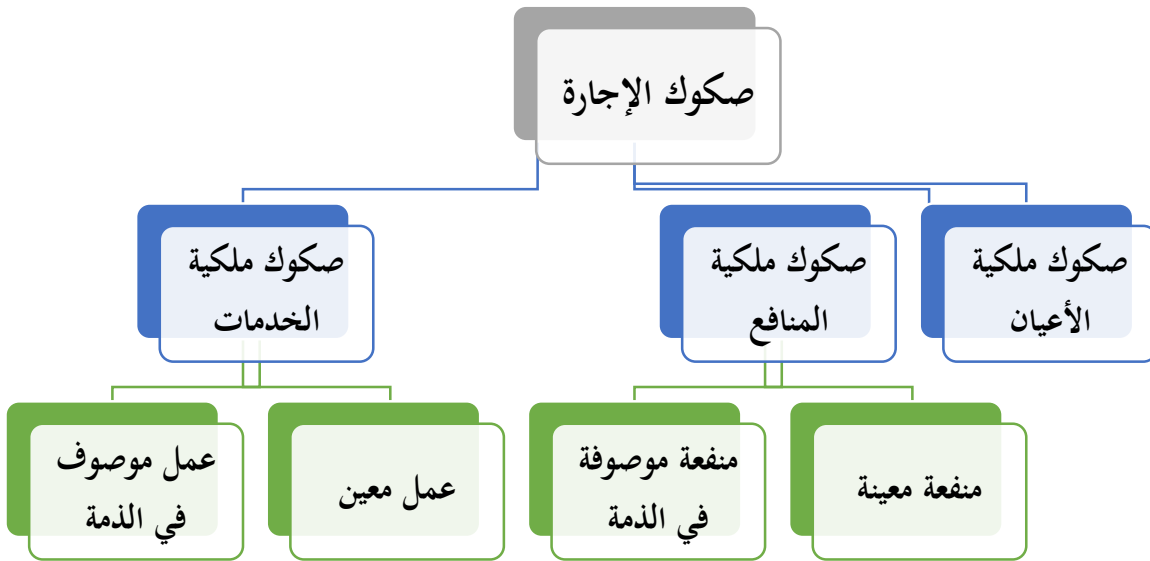 صكوك الإجارة
صكوك ملكية
الأعيان
صكوك ملكية
المنافع
صكوك ملكية
الخدمات
منفعة معينة
منفعة موصوفة
في الذمة
عمل معين
عمل موصوف
في الذمة